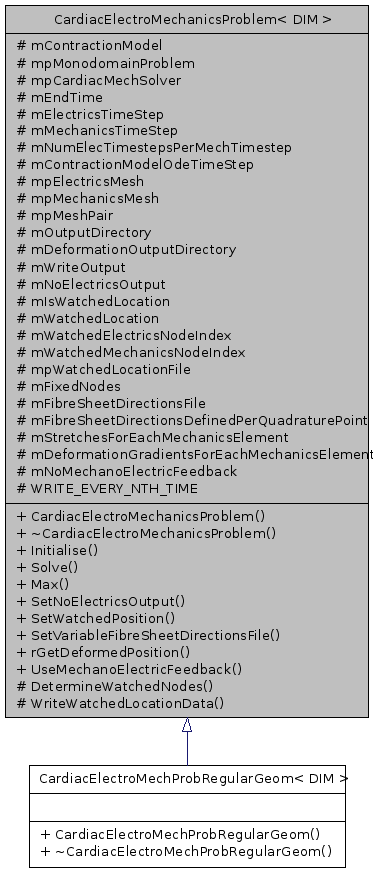 CardiacElectroMechanicsProblem< DIM >
# mContractionModel
# mpMonodomainProblem
# mpCardiacMechSolver
# mEndTime
# mElectricsTimeStep
# mMechanicsTimeStep
# mNumElecTimestepsPerMechTimestep
# mContractionModelOdeTimeStep
# mpElectricsMesh
# mpMechanicsMesh
# mpMeshPair
# mOutputDirectory
# mDeformationOutputDirectory
# mWriteOutput
# mNoElectricsOutput
# mIsWatchedLocation
# mWatchedLocation
# mWatchedElectricsNodeIndex
# mWatchedMechanicsNodeIndex
# mpWatchedLocationFile
# mFixedNodes
# mFibreSheetDirectionsFile
# mFibreSheetDirectionsDefinedPerQuadraturePoint
# mStretchesForEachMechanicsElement
# mDeformationGradientsForEachMechanicsElement
# mNoMechanoElectricFeedback
# WRITE_EVERY_NTH_TIME
+ CardiacElectroMechanicsProblem()
+ ~CardiacElectroMechanicsProblem()
+ Initialise()
+ Solve()
+ Max()
+ SetNoElectricsOutput()
+ SetWatchedPosition()
+ SetVariableFibreSheetDirectionsFile()
+ rGetDeformedPosition()
+ UseMechanoElectricFeedback()
# DetermineWatchedNodes()
# WriteWatchedLocationData()
CardiacElectroMechProbRegularGeom< DIM >
+ CardiacElectroMechProbRegularGeom()
+ ~CardiacElectroMechProbRegularGeom()